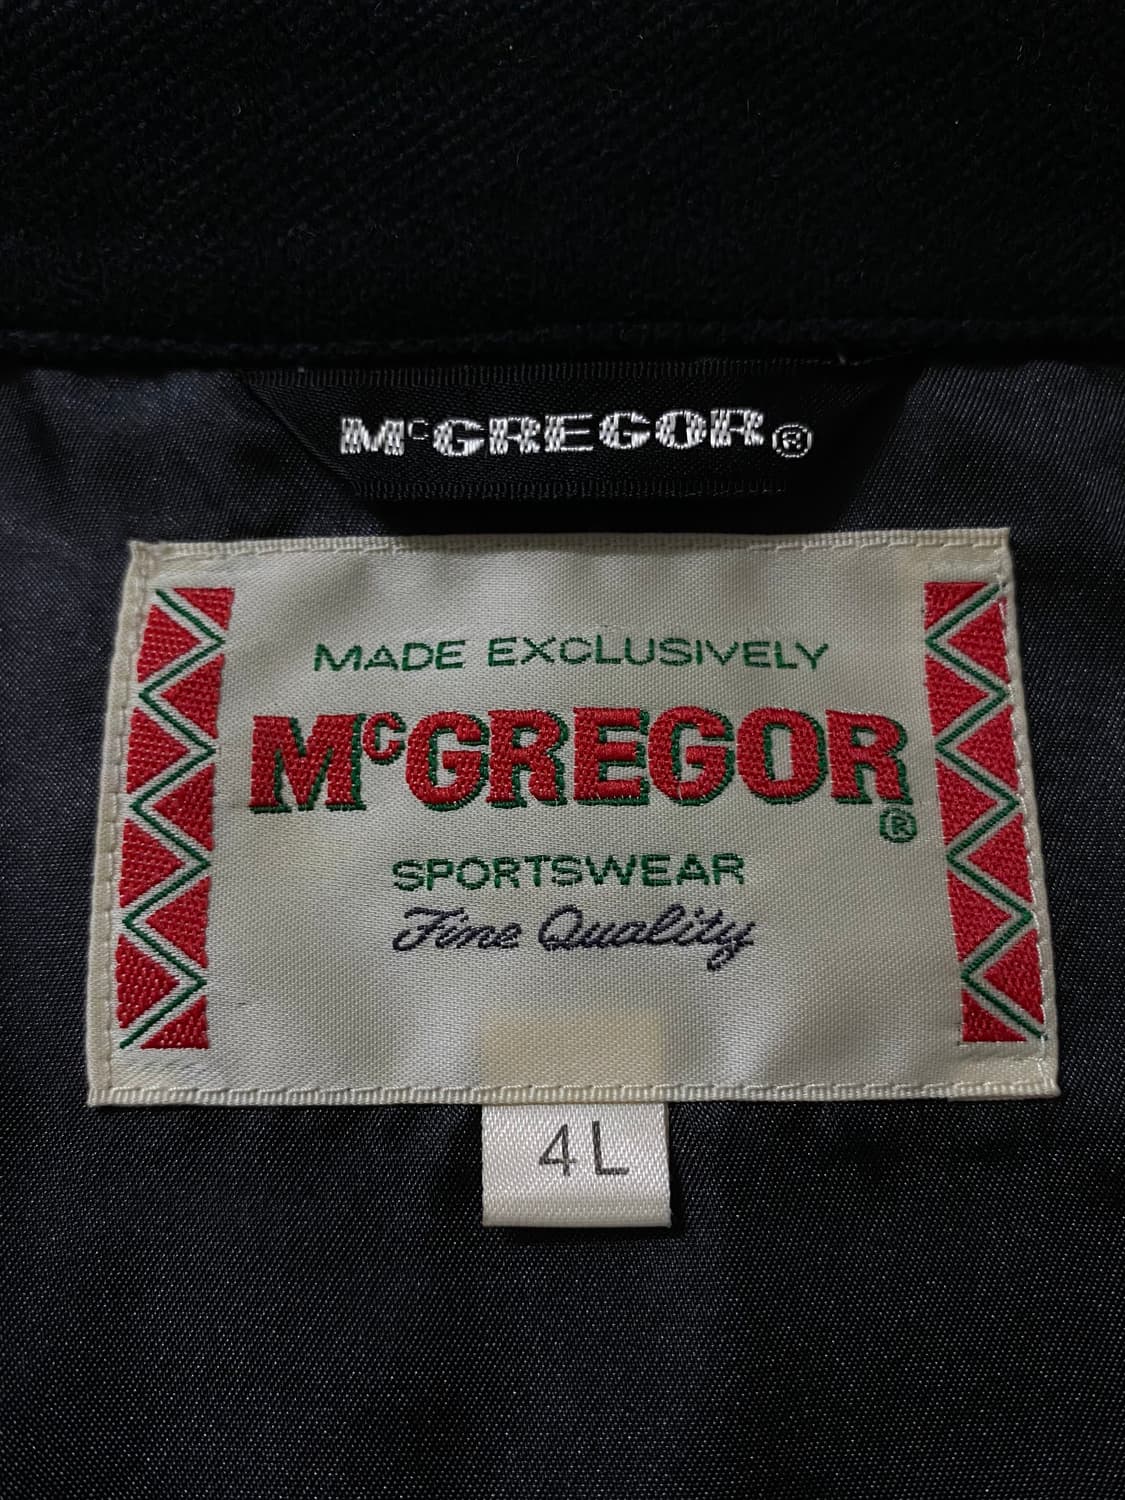 McGREGOR®
MADE EXCLUSIVELY
McGREGOR®
SPORTSWEAR
Fine Quality
4L